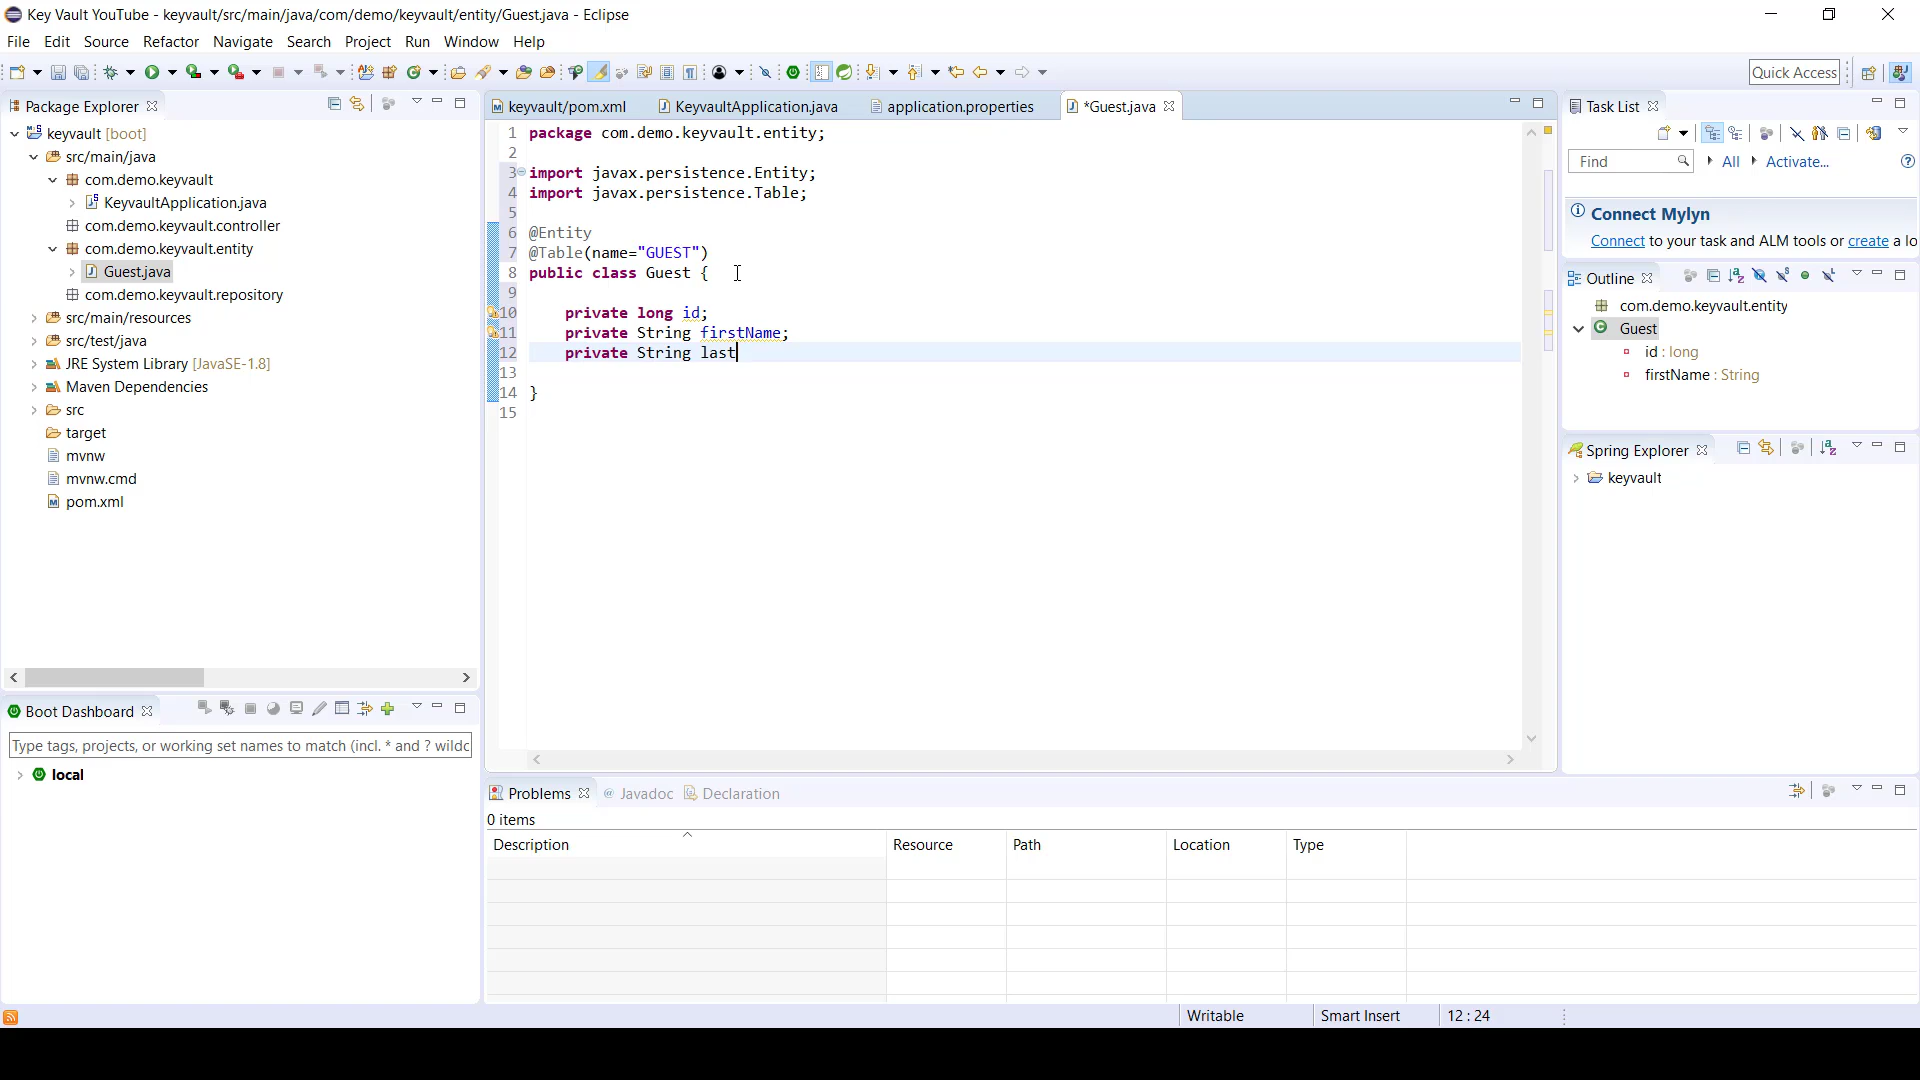 Key Vault YouTube - keyvault/src/main/java/com/demo/keyvault/entity/Guest.java - Eclipse
File Edit Source Refactor Navigate Search Project Run Window Help
Quick Access
Package Explorer
keyvault [boot]
src/main/java
com.demo.keyvault
KeyvaultApplication.java
com.demo.keyvault.controller
com.demo.keyvault.entity
Guest.java
com.demo.keyvault.repository
src/main/resources
src/test/java
JRE System Library [JavaSE-1.8]
Maven Dependencies
src
target
mvnw
mvnw.cmd
pom.xml
Boot Dashboard
Type tags, projects, or working set names to match (incl. * and ? wildc
local
keyvault/pom.xml KeyvaultApplication.java application.properties *Guest.java
1 package com.demo.keyvault.entity;
2
3 import javax.persistence.Entity;
4 import javax.persistence.Table;
5
6 @Entity
7 @Table(name="GUEST")
8 public class Guest {
9
10 private long id;
11 private String firstName;
12 private String last
13
14 }
15
Problems @ Javadoc Declaration
0 items
Description Resource Path Location Type
Task List
Find All Activate...
Connect Mylyn
Connect to your task and ALM tools or create a lo
Outline
com.demo.keyvault.entity
Guest
id : long
firstName : String
Spring Explorer
keyvault
Writable Smart Insert 12 : 24